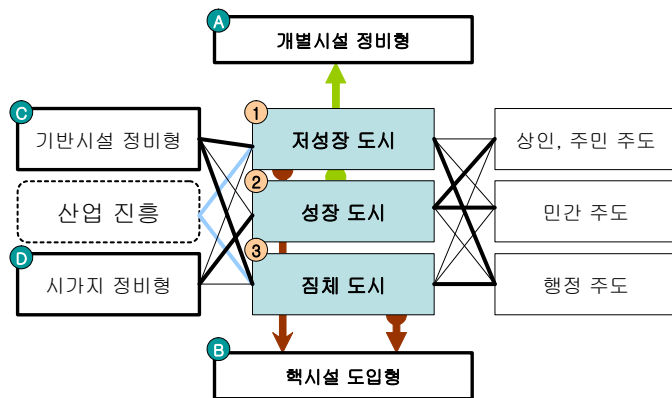 A
개별시설 정비형
C
기반시설 정비형
1
저성장 도시
상인, 주민 주도
산업 진흥
2
성장 도시
민간 주도
D
시가지 정비형
3
짐체 도시
행정 주도
B
핵시설 도입형